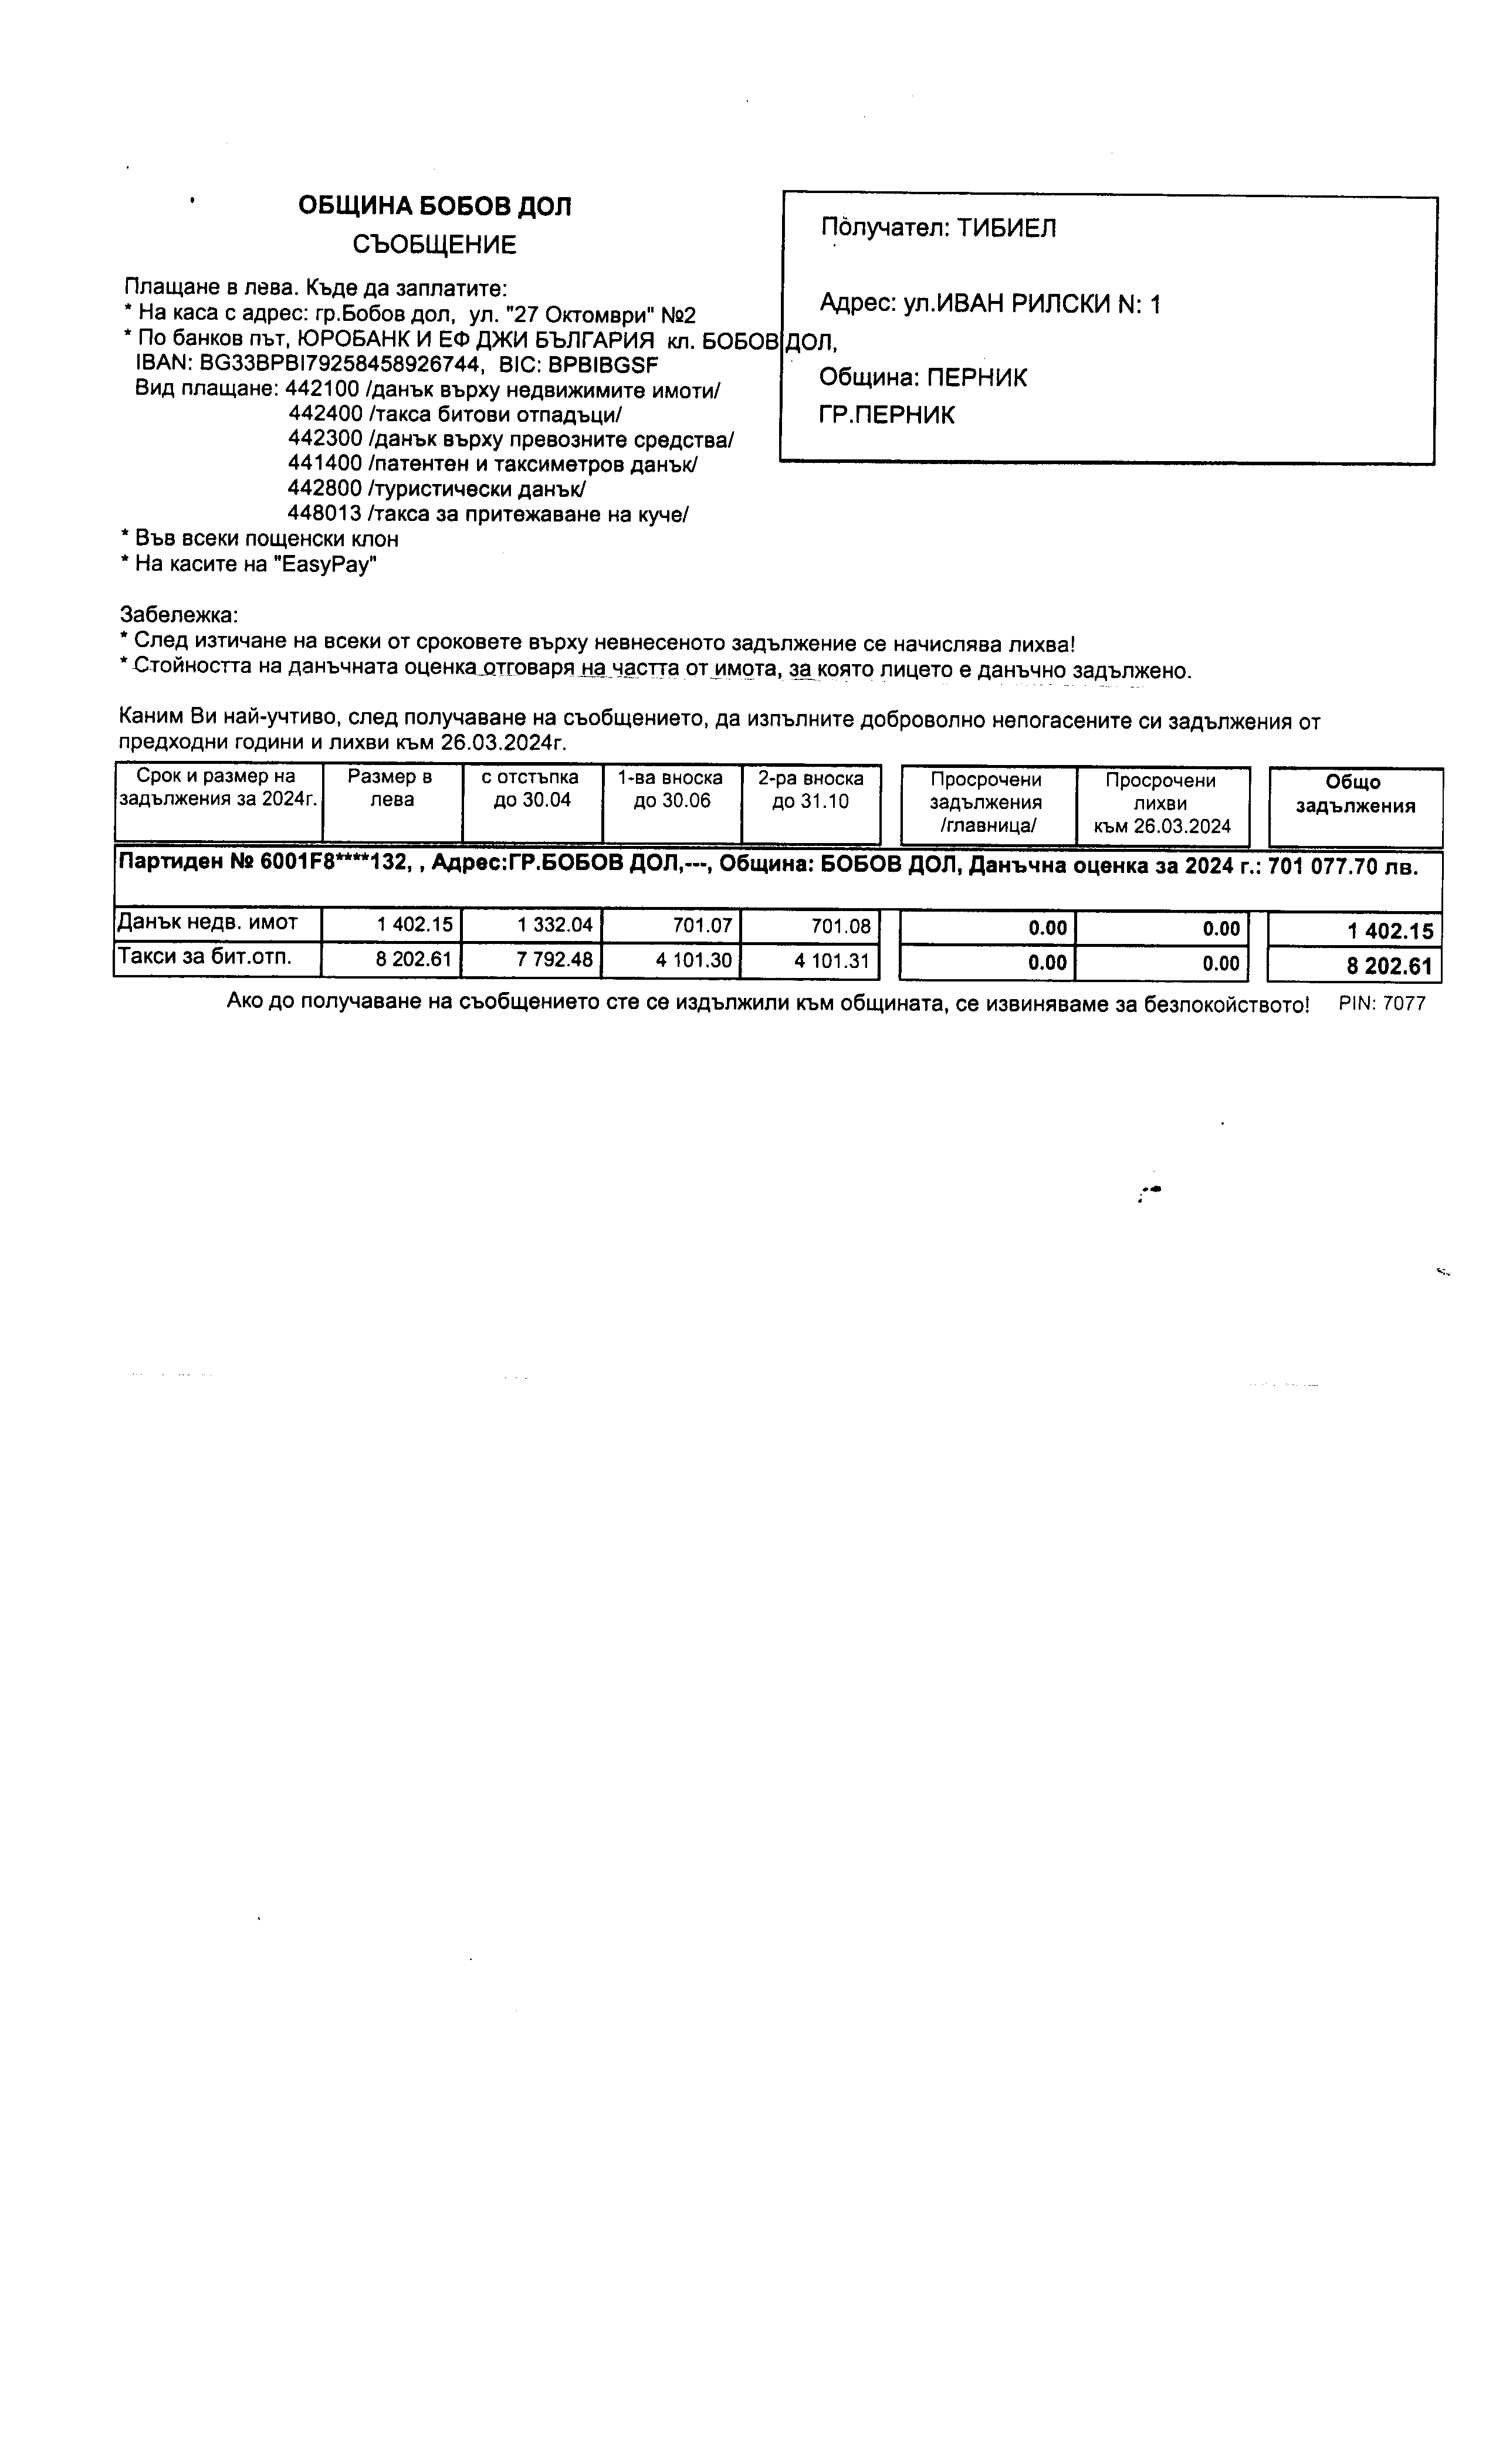 ОБЩИНА БОБОВ ДОЛ
СЪОБЩЕНИЕ
Получател: ТИБИЕЛ
Адрес: ул.ИВАН РИЛСКИ N: 1
Община: ПЕРНИК
ГР.ПЕРНИК
Плащане в лева. Къде да заплатите:
* На каса с адрес: гр.Бобов дол, ул. "27 Октомври" №2
* По банков път, ЮРОБАНК И ЕФ ДЖИ БЪЛГАРИЯ кл. БОБОВ ДОЛ,
IBAN: BG33BPBI79258458926744, BIC: BPBIBGSF
Вид плащане: 442100 /данък върху недвижимите имоти/
442400 /такса битови отпадъци/
442300 /данък върху превозните средства/
441400 /патентен и таксиметров данък/
442800 /туристически данък/
448013 /такса за притежаване на куче/
* Във всеки пощенски клон
* На касите на "EasyPay"
Забележка:
* След изтичане на всеки от сроковете върху невнесеното задължение се начислява лихва!
* Стойността на данъчната оценка отговаря на частта от имота, за която лицето е данъчно задължено.
Каним Ви най-учтиво, след получаване на съобщението, да изпълните доброволно непогасените си задължения от
предходни години и лихви към 26.03.2024г.
Срок и размер на задължения за 2024г. Размер в лева с отстъпка до 30.04 1-ва вноска до 30.06 2-ра вноска до 31.10 Просрочени задължения /главница/ Просрочени лихви към 26.03.2024 Общо задължения
Партиден № 6001F8****132, , Адрес:ГР.БОБОВ ДОЛ,---, Община: БОБОВ ДОЛ, Данъчна оценка за 2024 г.: 701 077.70 лв.
Данък недв. имот 1 402.15 1 332.04 701.07 701.08 0.00 0.00 1 402.15
Такси за бит.отп. 8 202.61 7 792.48 4 101.30 4 101.31 0.00 0.00 8 202.61
Ако до получаване на съобщението сте се издължили към общината, се извиняваме за безпокойството! PIN: 7077